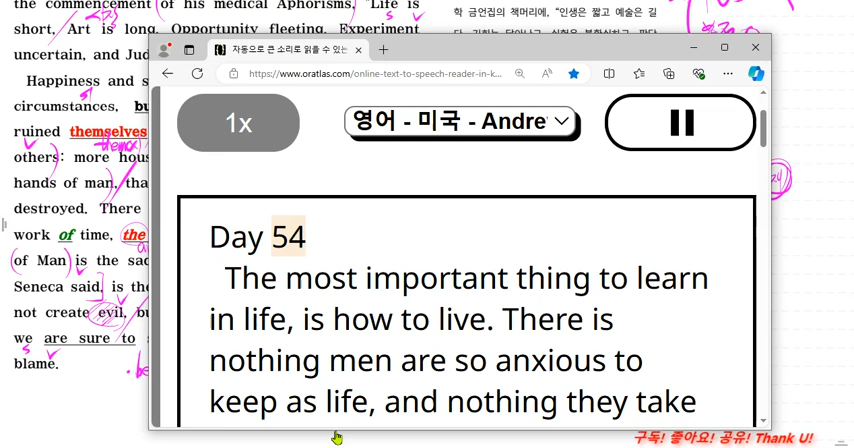 the commencement of his medical Aphorisms, "Life is
short, Art is long, Opportunity fleeting, Experiment
uncertain, and Jud
Happiness and s
circumstances, bu
ruined themselves
others: more hous
hands of man, tha
destroyed. There
work of time, the
of Man is the sad
Seneca said, is the
not create evil, bu
we are sure to s
blame.
학 금언집의 책머리에, "인생은 짧고 예술은 길
자동으로 큰 소리로 읽을 수 있는
https://www.oratlas.com/online-text-to-speech-reader-in-k...
1x
영어 - 미국 - Andre
Day 54
The most important thing to learn
in life, is how to live. There is
nothing men are so anxious to
keep as life, and nothing they take
구독! 좋아요! 공유! Thank U!